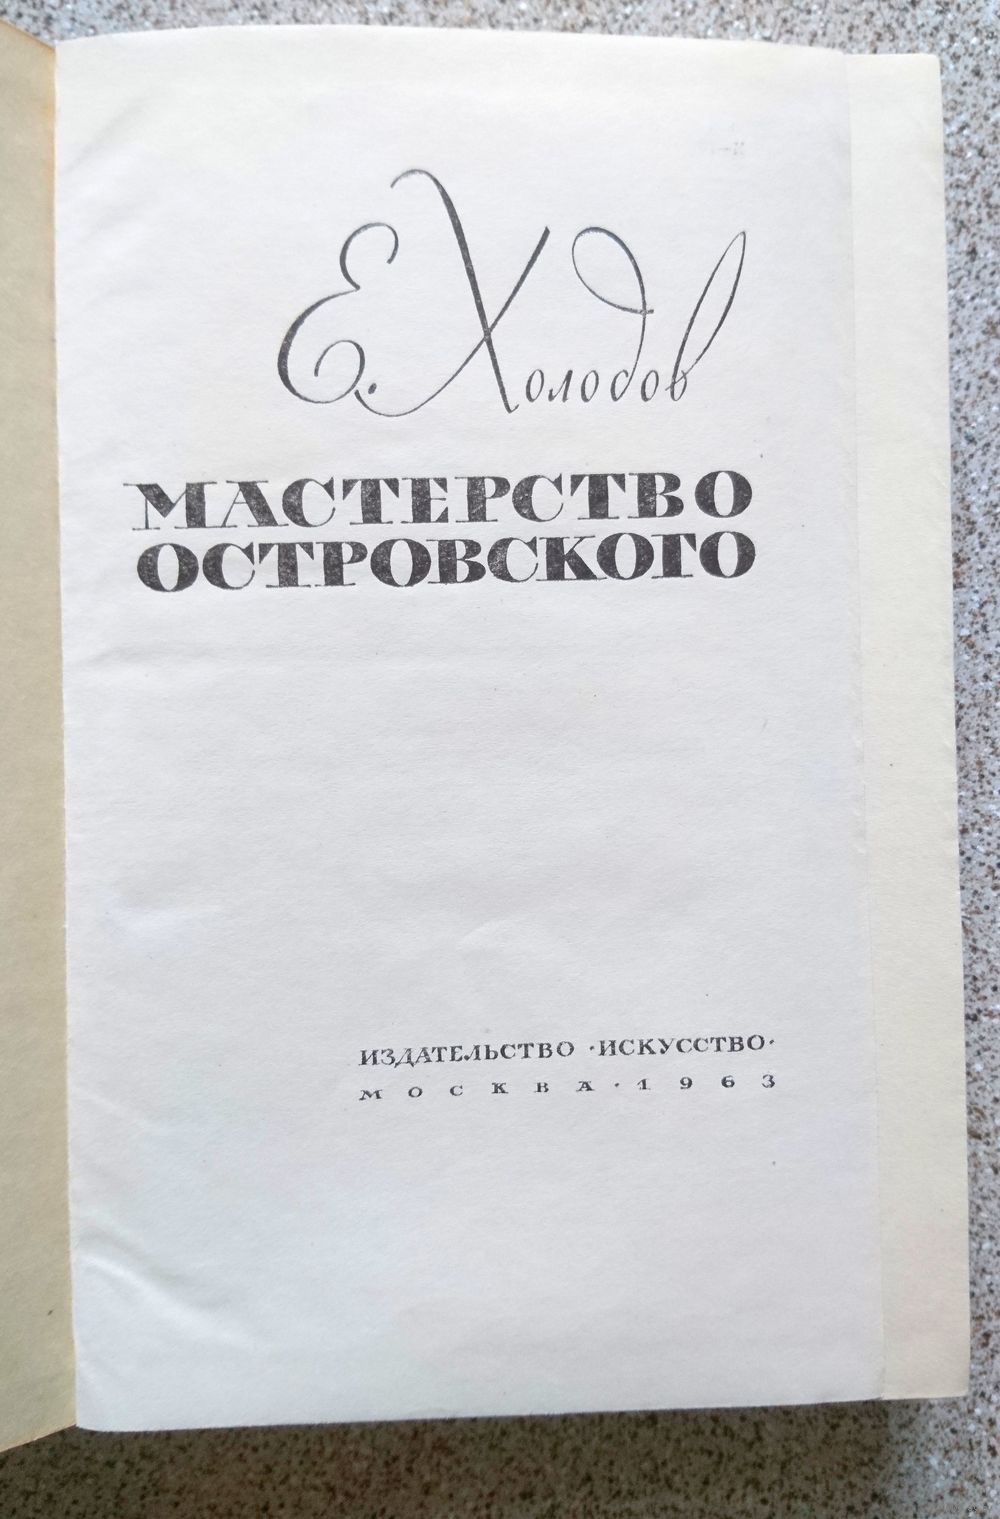 Е. Холодов
МАСТЕРСТВО
ОСТРОВСКОГО
ИЗДАТЕЛЬСТВО ·ИСКУССТВО·
МОСКВА · 1963